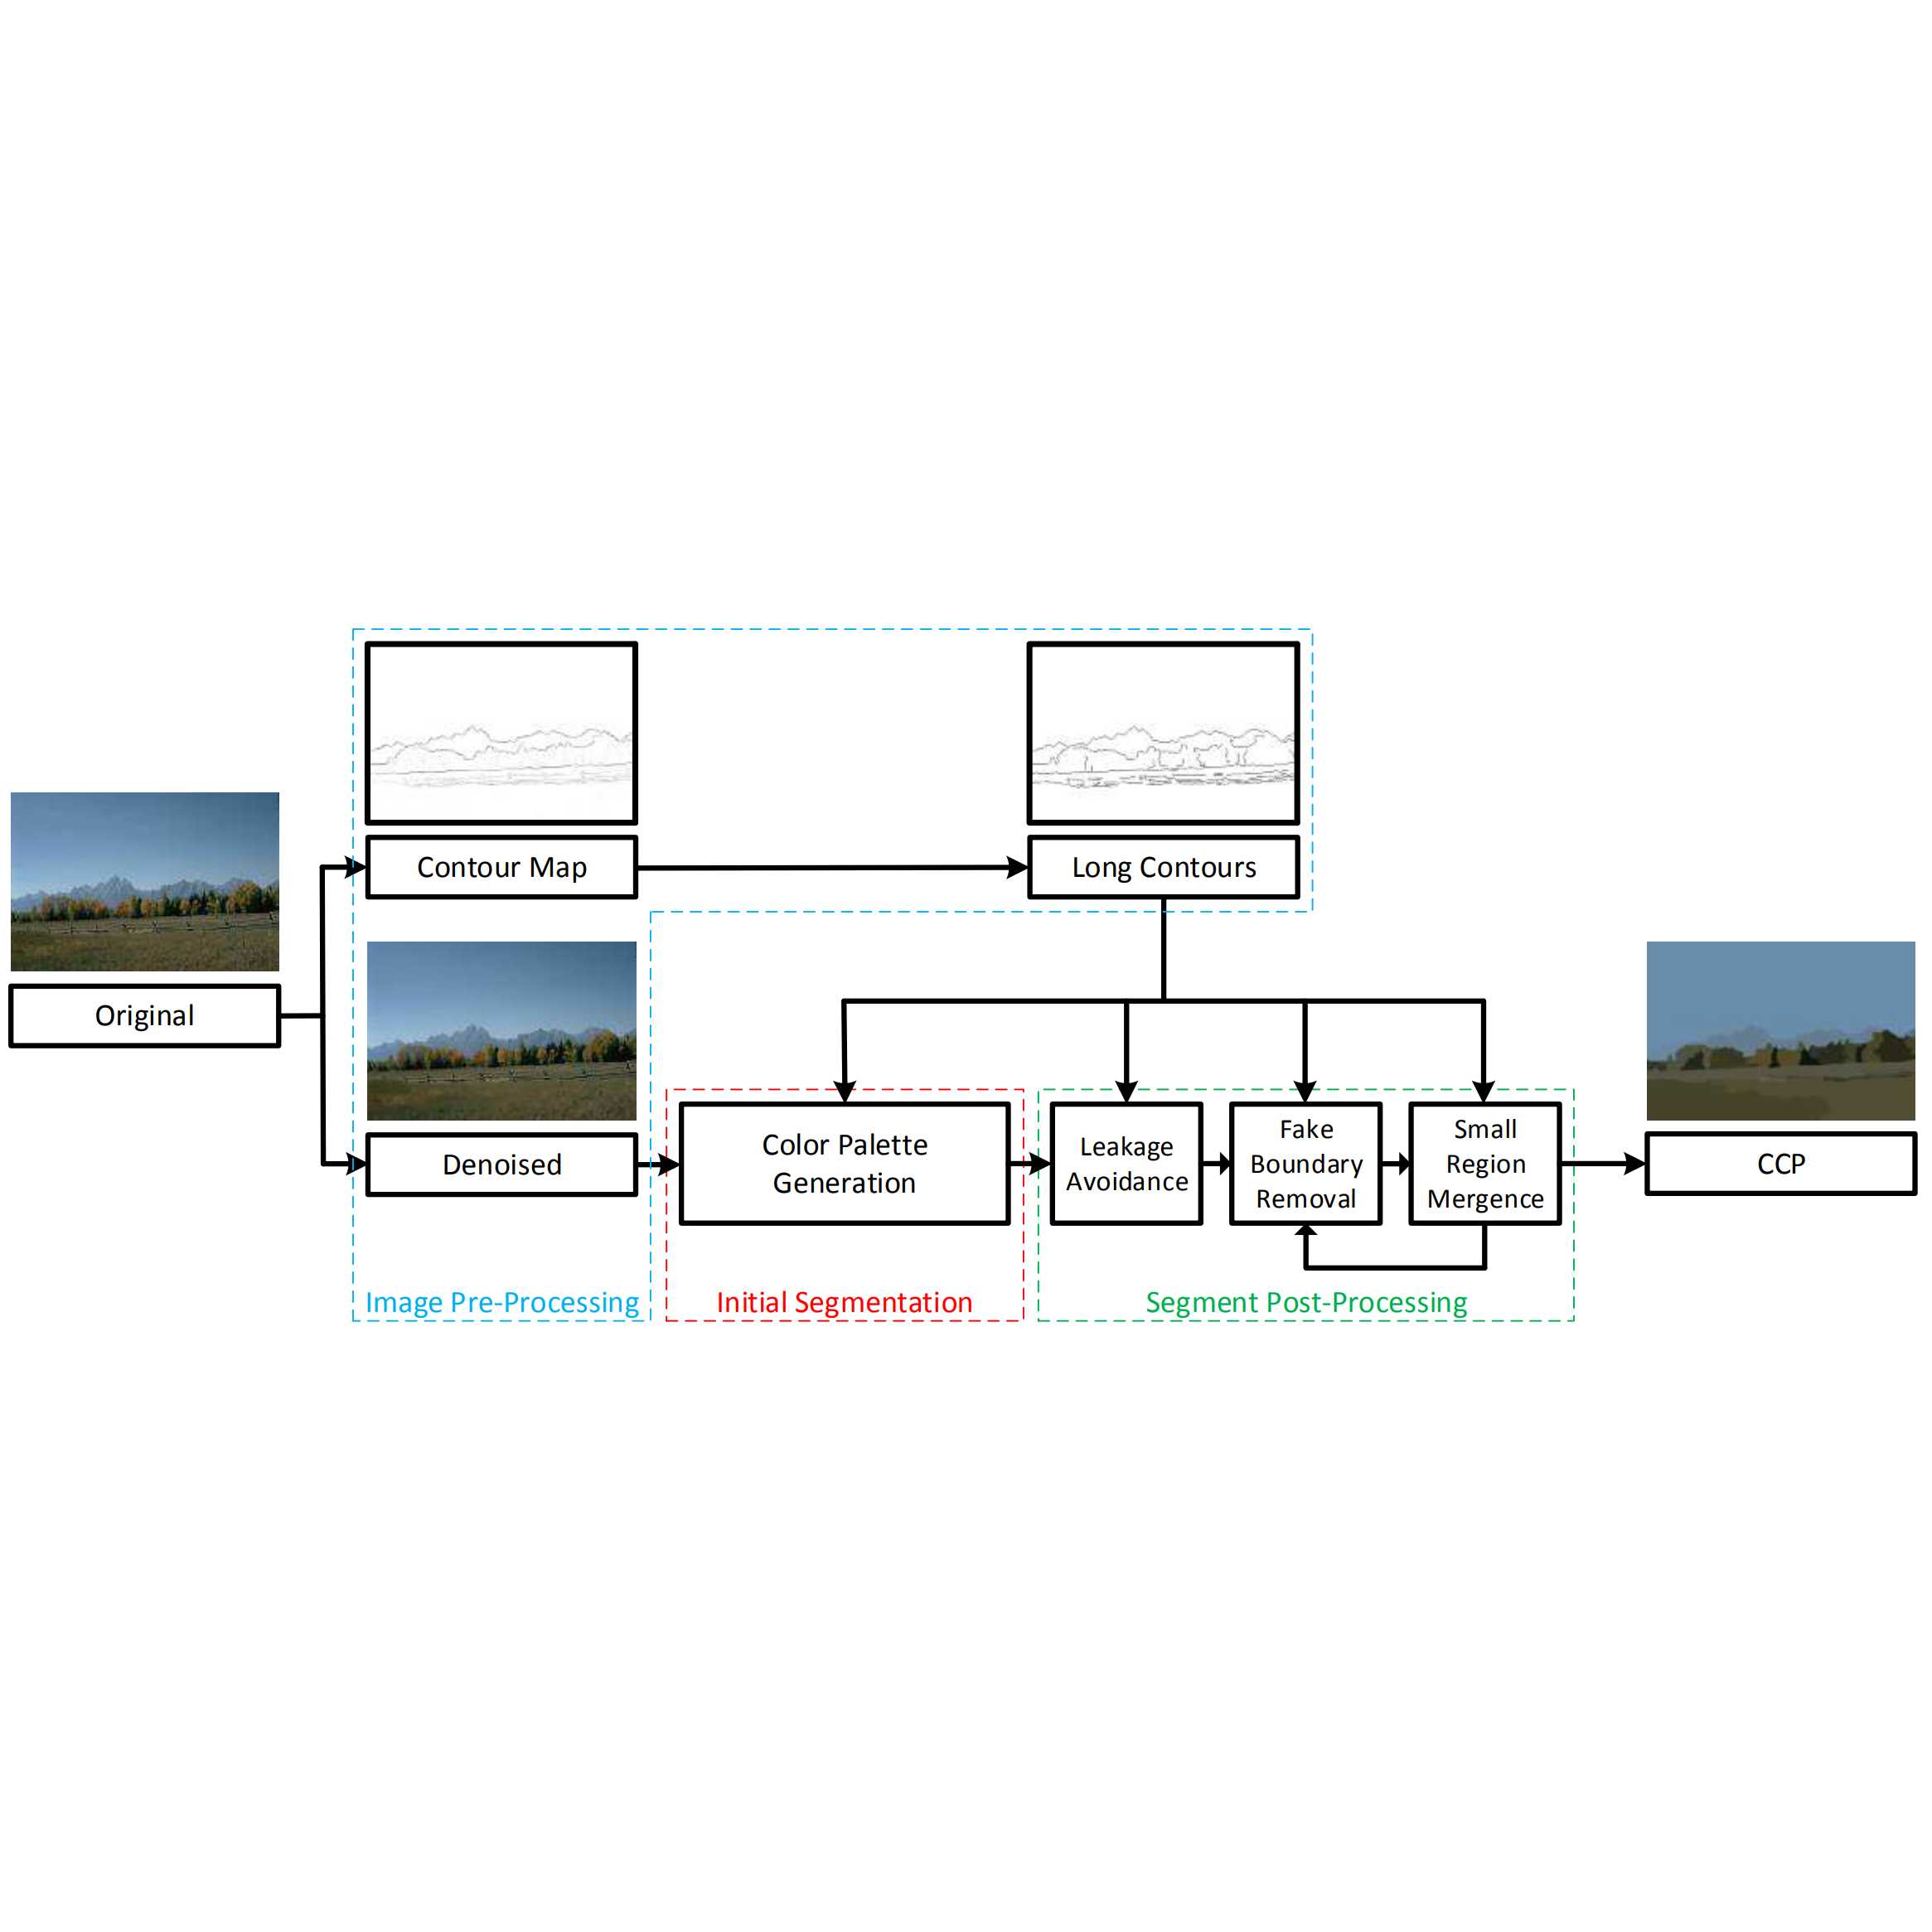 Contour Map
Long Contours
Original
Denoised
Color Palette
Generation
Leakage
Avoidance
Fake
Boundary
Removal
Small
Region
Mergence
CCP
Image Pre-Processing
Initial Segmentation
Segment Post-Processing